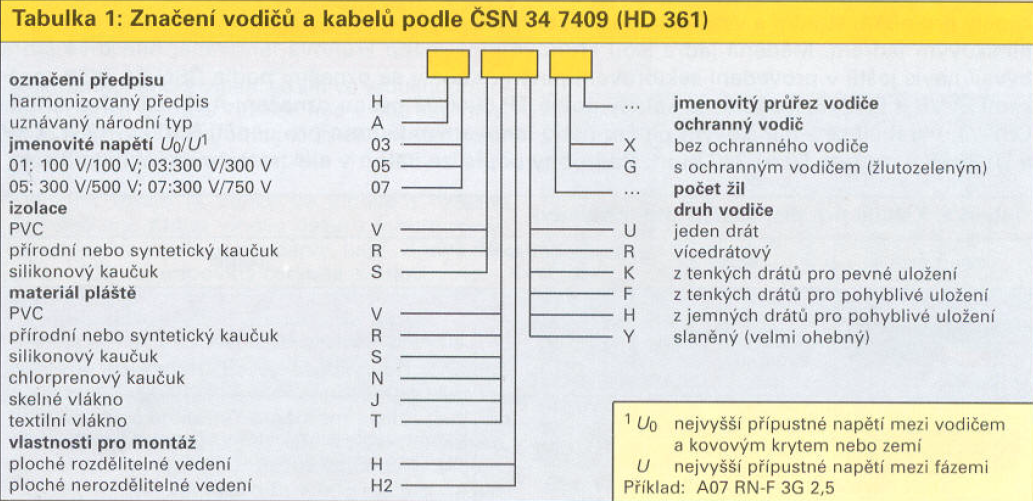 Tabulka 1: Značení vodičů a kabelů podle ČSN 34 7409 (HD 361)
označení předpisu
harmonizovaný předpis H
uznávaný národní typ A
jmenovité napětí U0/U¹ 03
01: 100 V/100 V; 03:300 V/300 V 05
05: 300 V/500 V; 07:300 V/750 V 07
izolace
PVC V
přírodní nebo syntetický kaučuk R
silikonový kaučuk S
materiál pláště
PVC V
přírodní nebo syntetický kaučuk R
silikonový kaučuk S
chlorprenový kaučuk N
skelné vlákno J
textilní vlákno T
vlastnosti pro montáž
ploché rozdělitelné vedení H
ploché nerozdělitelné vedení H2
... jmenovitý průřez vodiče
ochranný vodič
X bez ochranného vodiče
G s ochranným vodičem (žlutozeleným)
... počet žil
druh vodiče
U jeden drát
R vícedrátový
K z tenkých drátů pro pevné uložení
F z tenkých drátů pro pohyblivé uložení
H z jemných drátů pro pohyblivé uložení
Y slaněný (velmi ohebný)
¹ U0 nejvyšší přípustné napětí mezi vodičem
a kovovým krytem nebo zemí
U nejvyšší přípustné napětí mezi fázemi
Příklad: A07 RN-F 3G 2,5